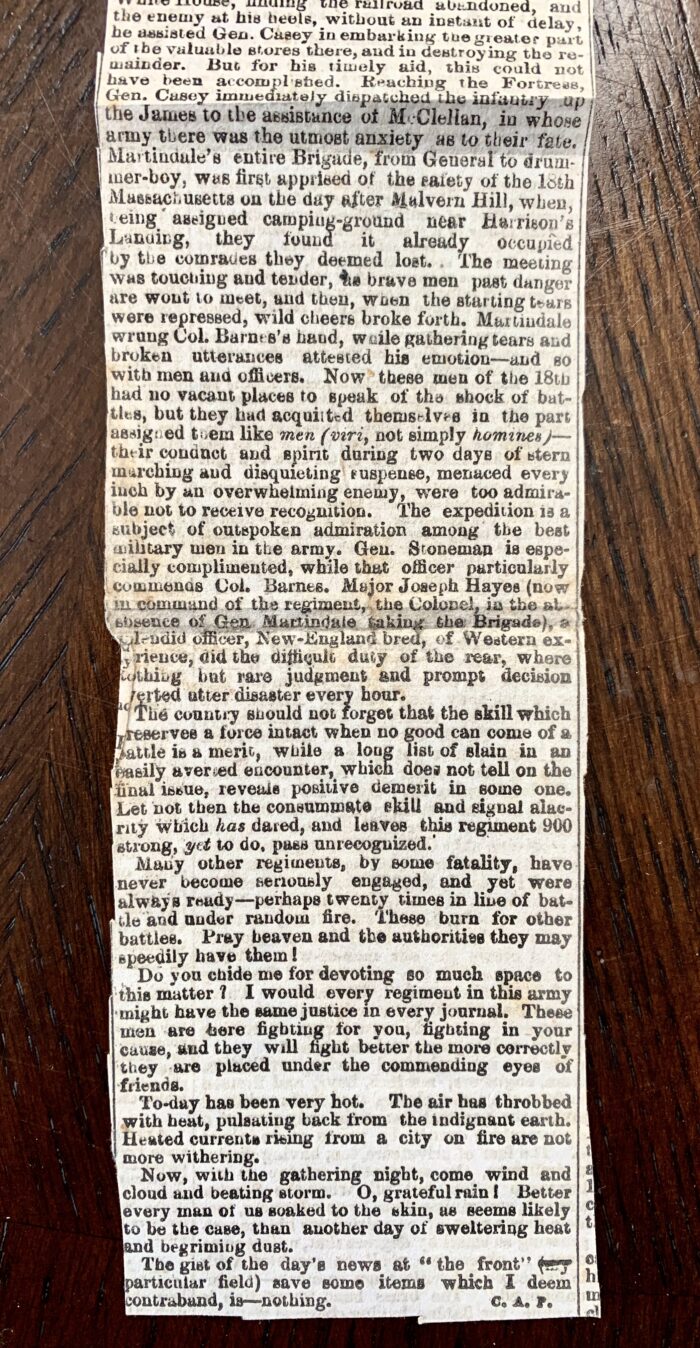 White House, finding the railroad abandoned, and
the enemy at his heels, without an instant of delay,
he assisted Gen. Casey in embarking the greater part
of the valuable stores there, and in destroying the re-
mainder. But for his timely aid, this could not
have been accomplished. Reaching the Fortress,
Gen. Casey immediately dispatched the infantry up
the James to the assistance of McClellan, in whose
army there was the utmost anxiety as to their fate.
Martindale's entire Brigade, from General to drum-
mer-boy, was first apprised of the safety of the 18th
Massachusetts on the day after Malvern Hill, when,
being assigned camping-ground near Harrison's
Landing, they found it already occupied
by the comrades they deemed lost. The meeting
was touching and tender, as brave men past danger
are wont to meet, and then, when the starting tears
were repressed, wild cheers broke forth. Martindale
wrung Col. Barnes's hand, while gathering tears and
broken utterances attested his emotion—and so
with men and officers. Now these men of the 18th
had no vacant places to speak of the shock of bat-
tles, but they had acquitted themselves in the part
assigned them like men (viri, not simply homines)—
their conduct and spirit during two days of stern
marching and disquieting suspense, menaced every
inch by an overwhelming enemy, were too admira-
ble not to receive recognition. The expedition is a
subject of outspoken admiration among the best
military men in the army. Gen. Stoneman is espe-
cially complimented, while that officer particularly
commends Col. Barnes. Major Joseph Hayes (now
in command of the regiment, the Colonel, in the ab-
sence of Gen Martindale taking the Brigade), a
splendid officer, New-England bred, of Western ex-
perience, did the difficult duty of the rear, where
nothing but rare judgment and prompt decision
verted utter disaster every hour.
The country should not forget that the skill which
reserves a force intact when no good can come of a
battle is a merit, while a long list of slain in an
easily averted encounter, which does not tell on the
final issue, reveals positive demerit in some one.
Let not then the consummate skill and signal alac-
rity which has dared, and leaves this regiment 900
strong, yet to do, pass unrecognized.
Many other regiments, by some fatality, have
never become seriously engaged, and yet were
always ready—perhaps twenty times in line of bat-
tle and under random fire. These burn for other
battles. Pray heaven and the authorities they may
speedily have them!
Do you chide me for devoting so much space to
this matter? I would every regiment in this army
might have the same justice in every journal. These
men are here fighting for you, fighting in your
cause, and they will fight better the more correctly
they are placed under the commending eyes of
friends.
To-day has been very hot. The air has throbbed
with heat, pulsating back from the indignant earth.
Heated currents rising from a city on fire are not
more withering.
Now, with the gathering night, come wind and
cloud and beating storm. O, grateful rain! Better
every man of us soaked to the skin, as seems likely
to be the case, than another day of sweltering heat
and begriming dust.
The gist of the day's news at "the front" (my
particular field) save some items which I deem
contraband, is—nothing. C. A. P.